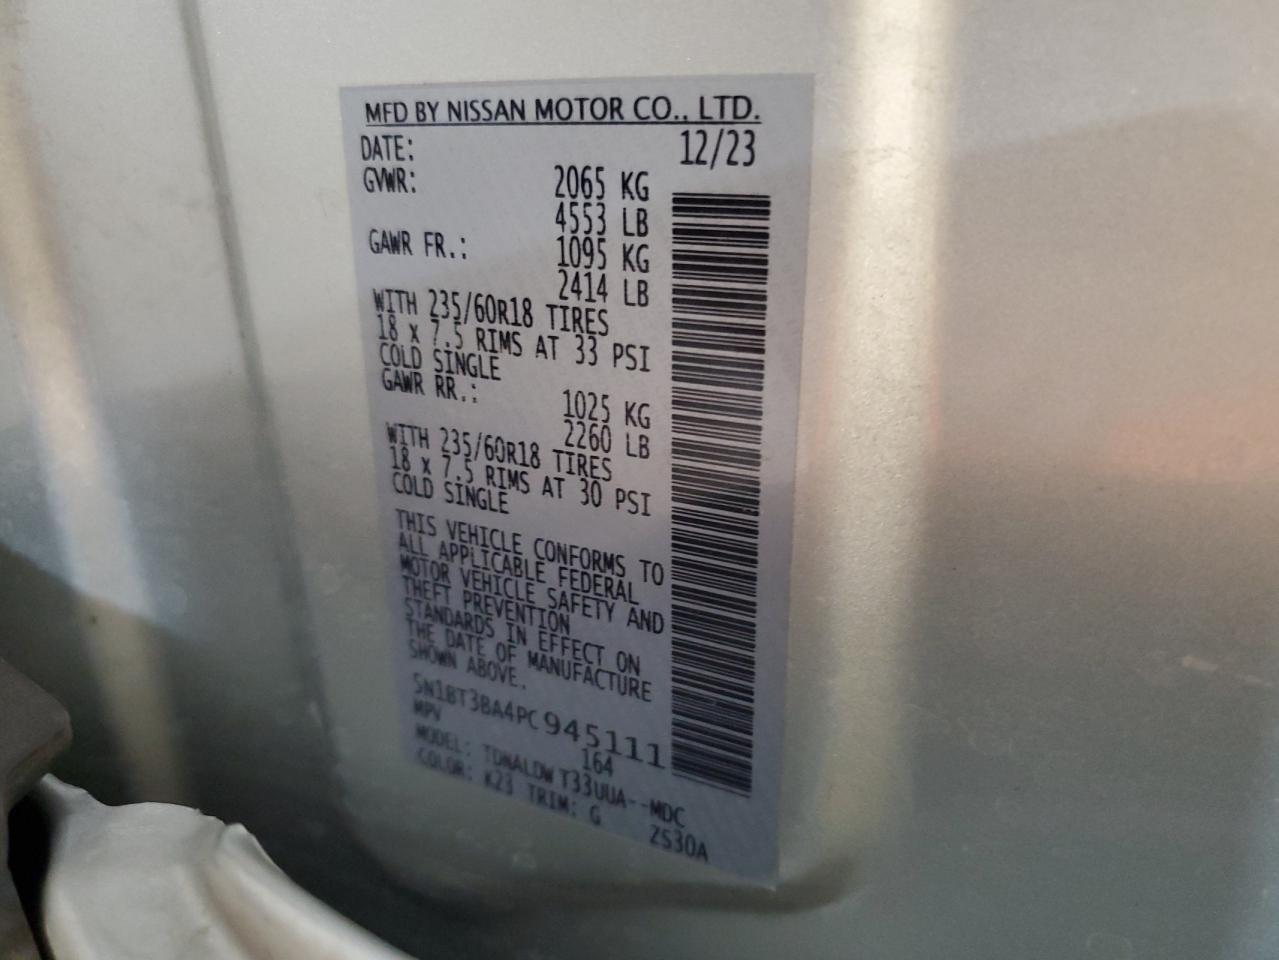 MFD BY NISSAN MOTOR CO., LTD.
DATE: 12/23
GVWR: 2065 KG
4553 LB
GAWR FR.: 1095 KG
2414 LB
WITH 235/60R18 TIRES
18 x 7.5 RIMS AT 33 PSI
COLD SINGLE
GAWR RR.: 1025 KG
2260 LB
WITH 235/60R18 TIRES
18 x 7.5 RIMS AT 30 PSI
COLD SINGLE
THIS VEHICLE CONFORMS TO
ALL APPLICABLE FEDERAL
MOTOR VEHICLE SAFETY AND
THEFT PREVENTION
STANDARDS IN EFFECT ON
THE DATE OF MANUFACTURE
SHOWN ABOVE.
5N1BT3BA4PC945111
MPV 164
MODEL: TDNALDW T33UUA--MDC
COLOR: K23 TRIM: G 2S30A